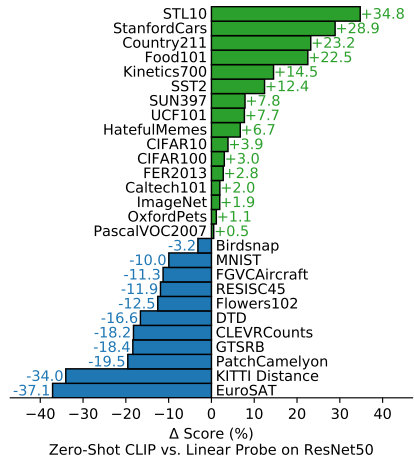 STL10 +34.8
StanfordCars +28.9
Country211 +23.2
Food101 +22.5
Kinetics700 +14.5
SST2 +12.4
SUN397 +7.8
UCF101 +7.7
HatefulMemes +6.7
CIFAR10 +3.9
CIFAR100 +3.0
FER2013 +2.8
Caltech101 +2.0
ImageNet +1.9
OxfordPets +1.1
PascalVOC2007 +0.5
-3.2 Birdsnap
-10.0 MNIST
-11.3 FGVCAircraft
-11.9 RESISC45
-12.5 Flowers102
-16.6 DTD
-18.2 CLEVRCounts
-18.4 GTSRB
-19.5 PatchCamelyon
-34.0 KITTI Distance
-37.1 EuroSAT
−40 −30 −20 −10 0 10 20 30 40
Δ Score (%)
Zero-Shot CLIP vs. Linear Probe on ResNet50